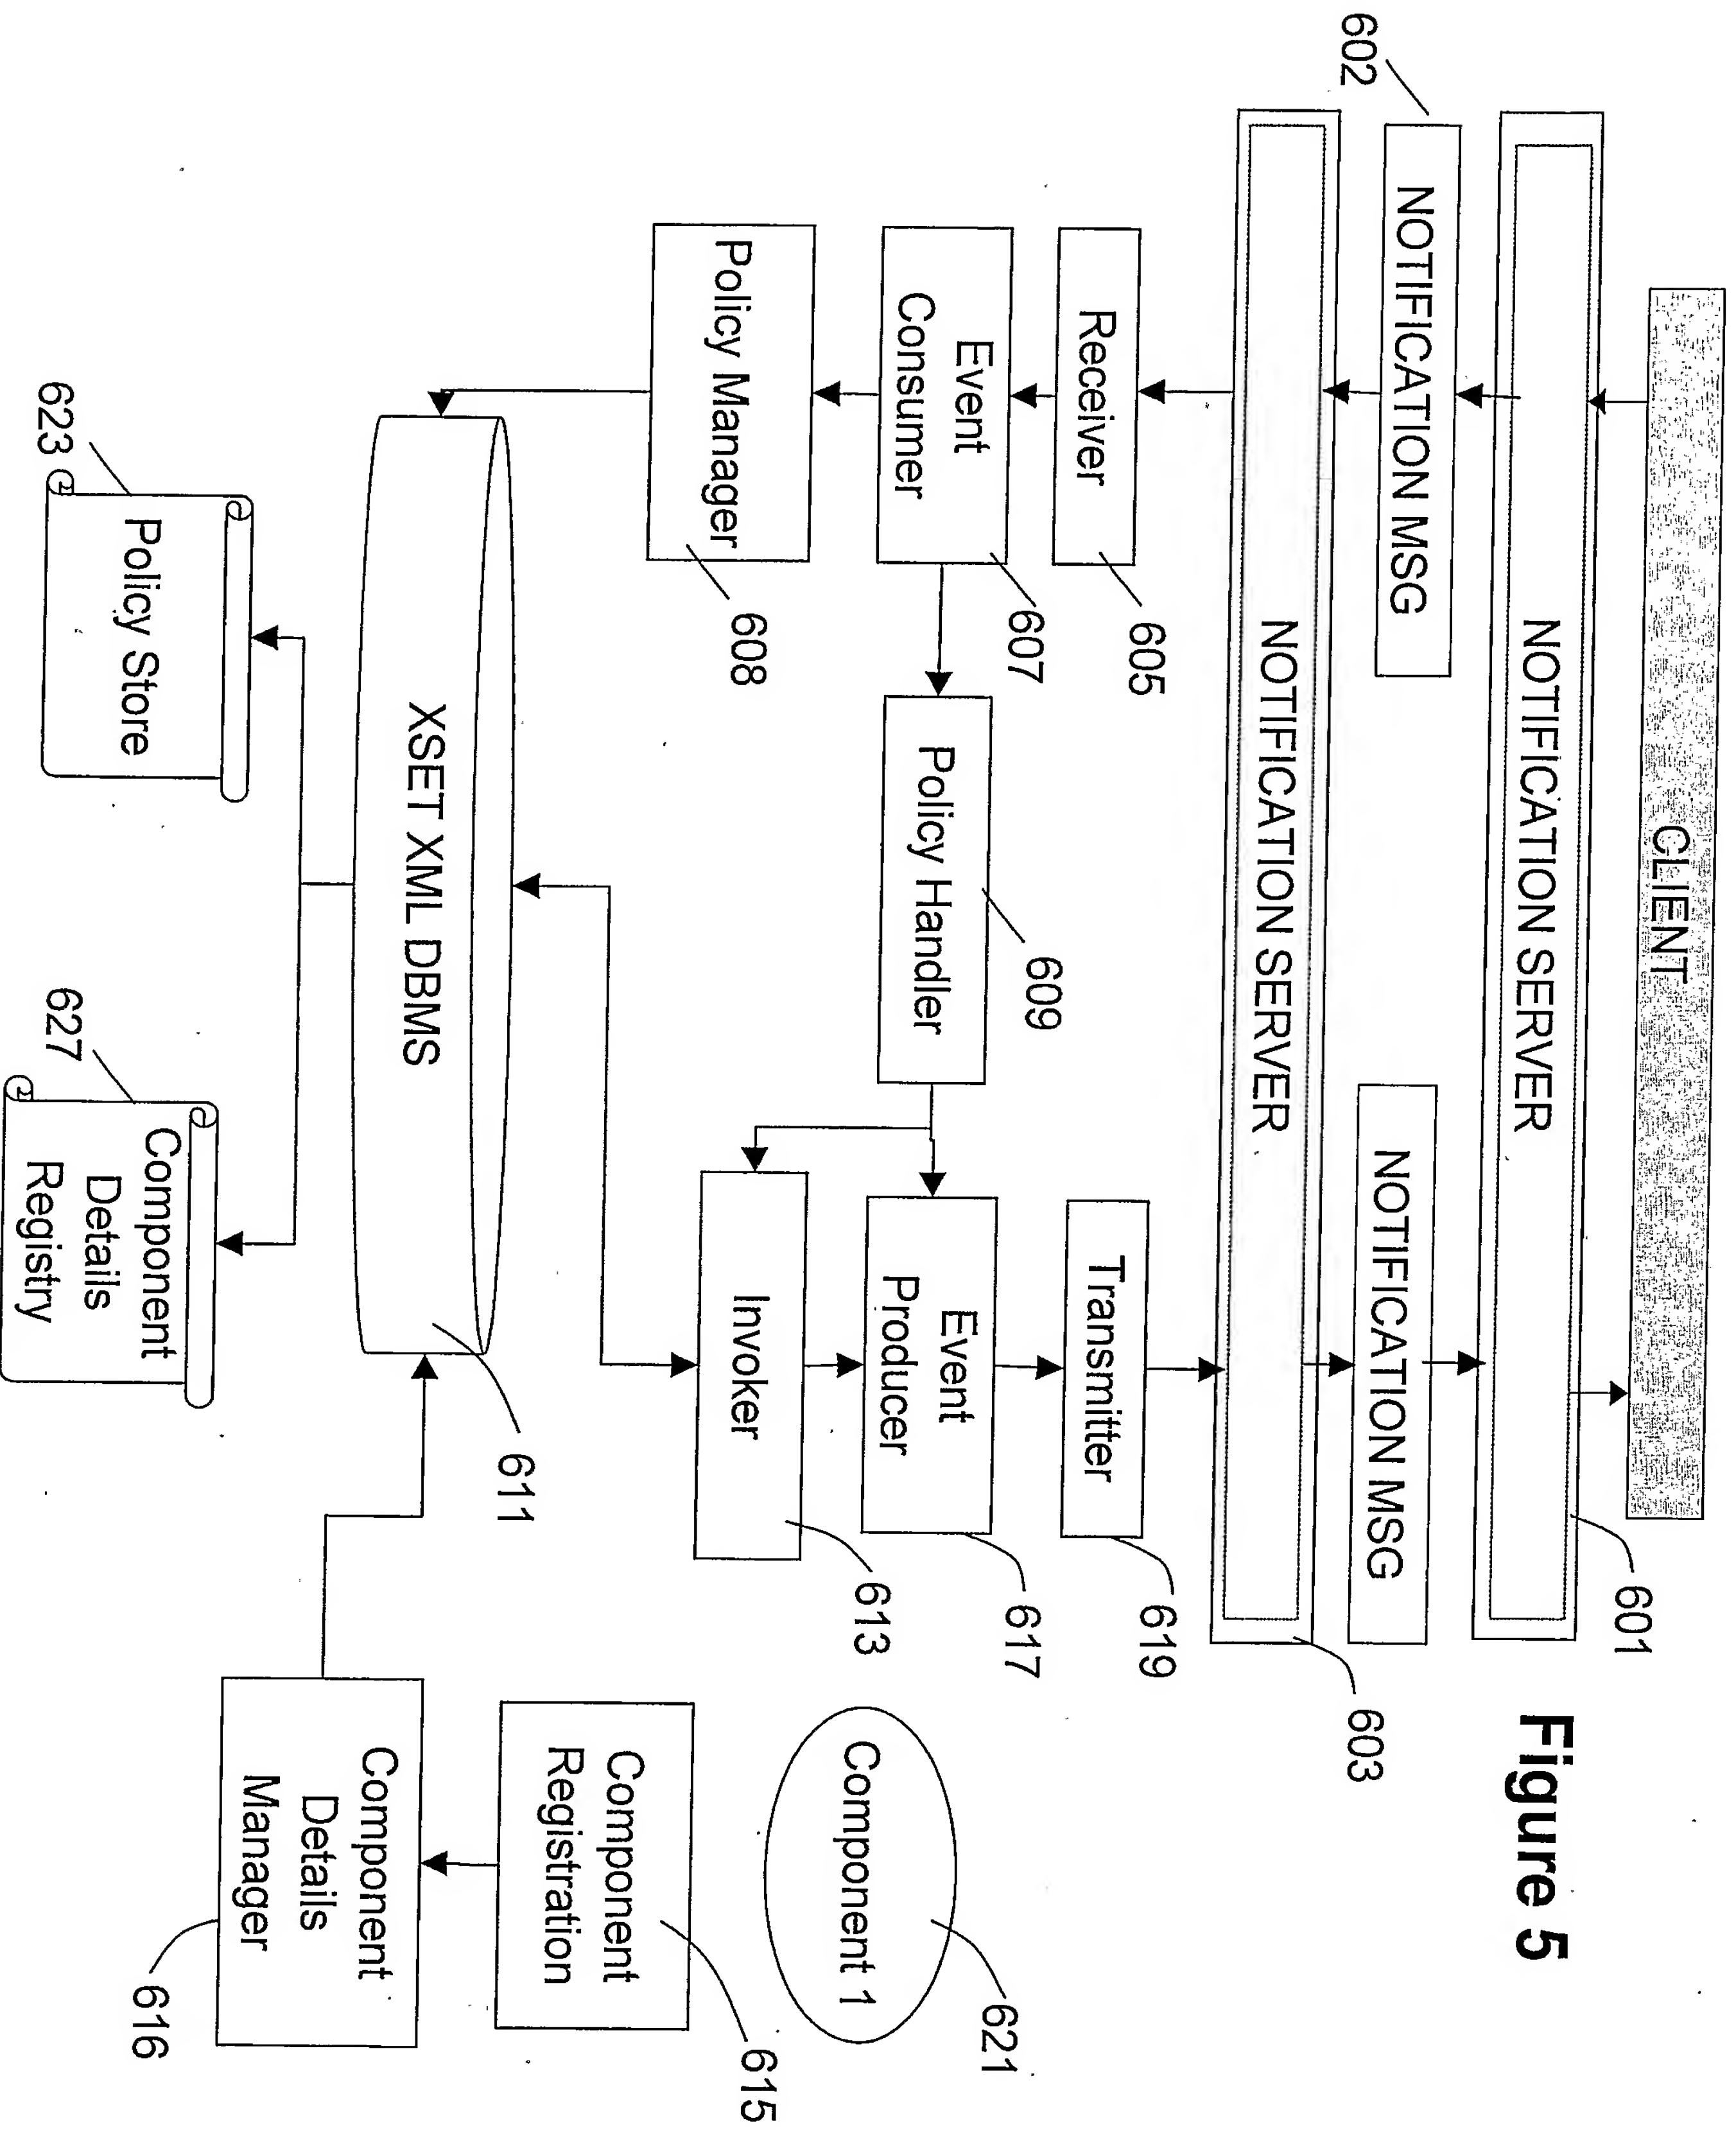 Figure 5
CLIENT
601
NOTIFICATION SERVER
602
NOTIFICATION MSG
NOTIFICATION MSG
603
NOTIFICATION SERVER
Receiver
605
Transmitter
619
Event
Consumer
607
Policy Handler
609
Event
Producer
617
Component 1
621
Policy Manager
608
Invoker
613
Component
Registration
615
XSET XML DBMS
611
Component
Details
Manager
616
623
Policy Store
627
Component
Details
Registry